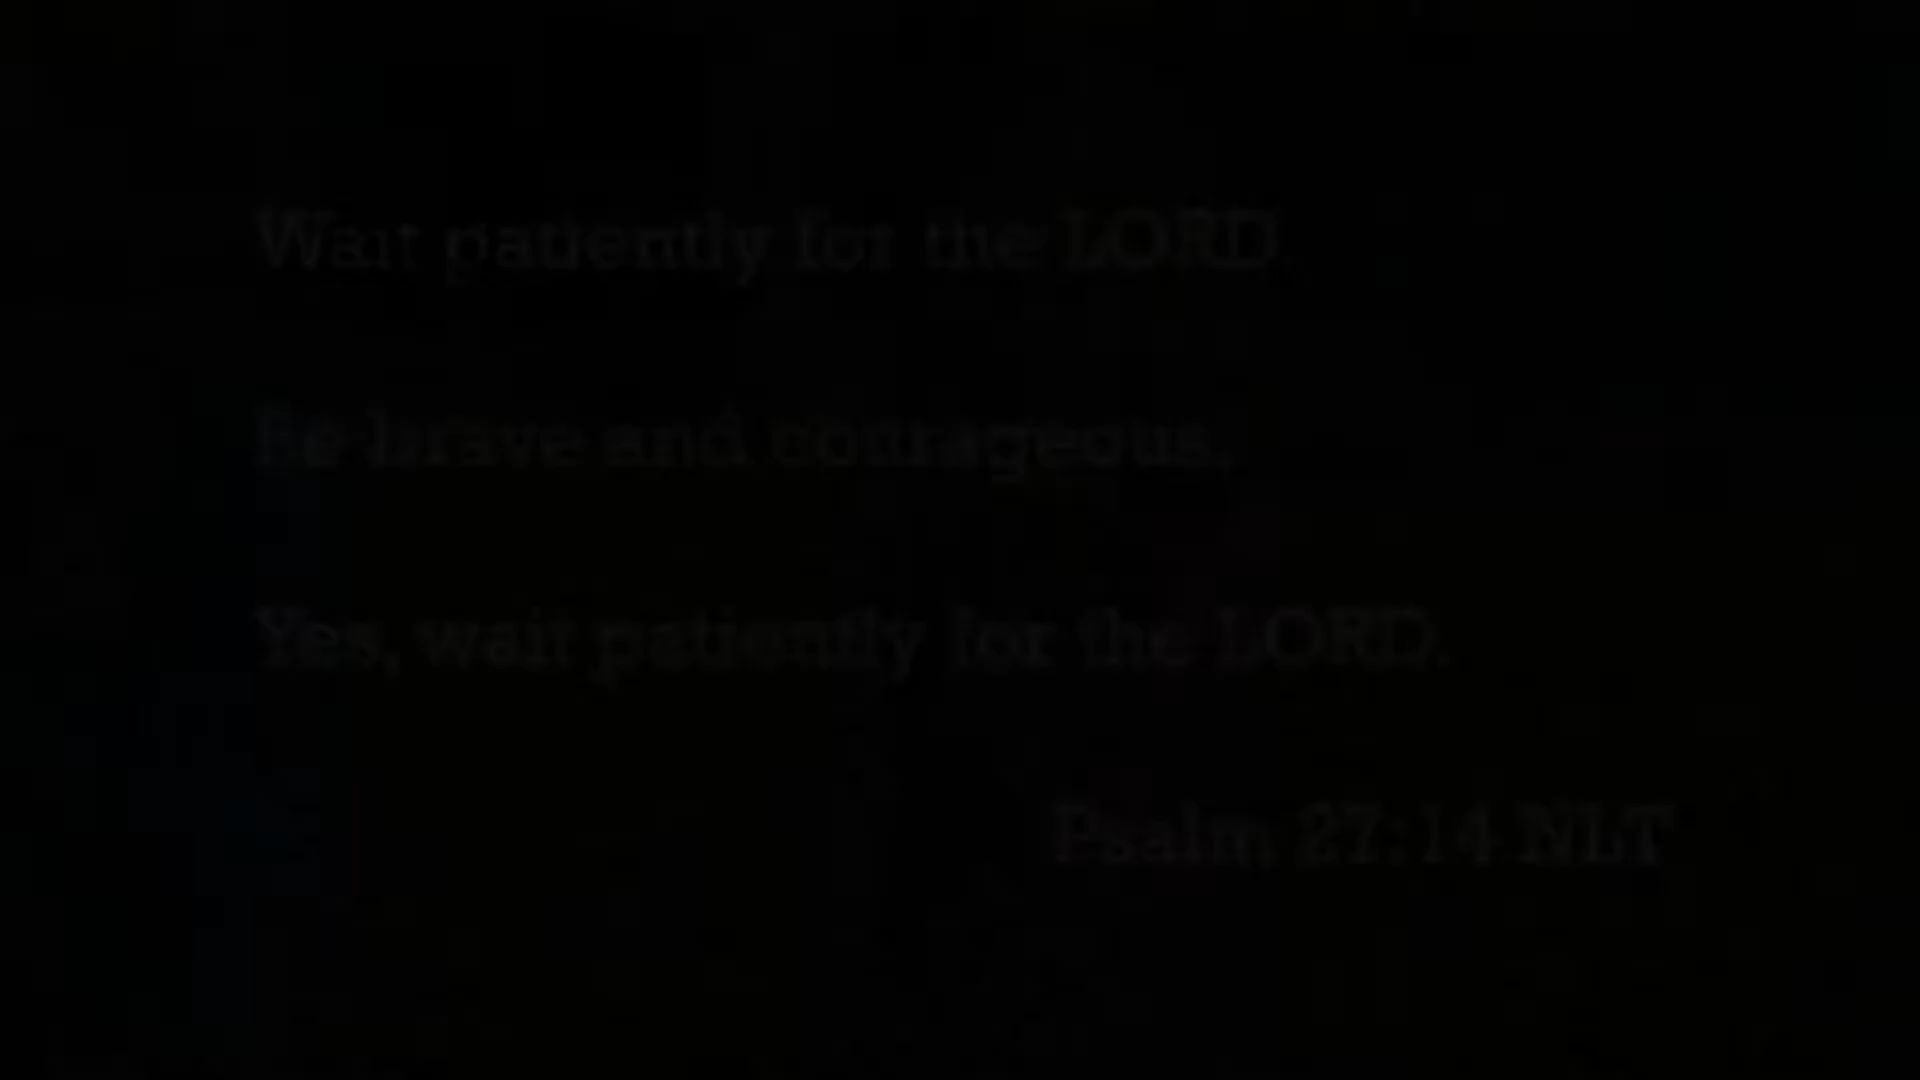 Wait patiently for the LORD.
Be brave and courageous.
Yes, wait patiently for the LORD.
Psalm 27:14 NLT